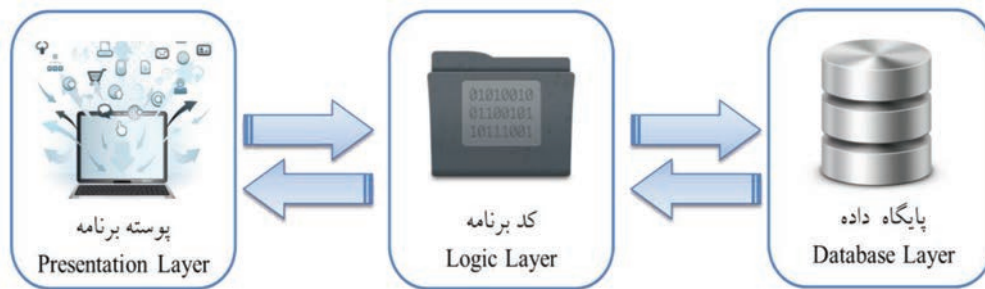 01010010
01100101
10111001
پوسته برنامه
Presentation Layer
کد برنامه
Logic Layer
پایگاه داده
Database Layer